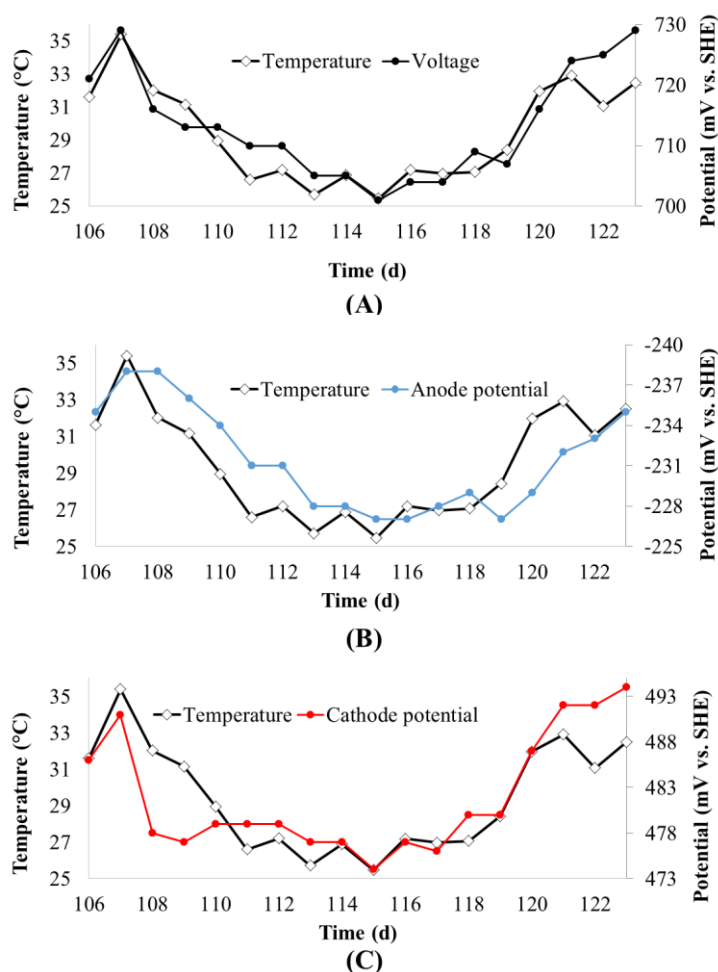 Temperature (°C)
35
33
31
29
27
25
Temperature
Voltage
730
720
710
700
Potential (mV vs. SHE)
106 108 110 112 114 116 118 120 122
Time (d)
(A)
Temperature (°C)
35
33
31
29
27
25
Temperature
Anode potential
-240
-237
-234
-231
-228
-225
Potential (mV vs. SHE)
106 108 110 112 114 116 118 120 122
Time (d)
(B)
Temperature (°C)
35
33
31
29
27
25
Temperature
Cathode potential
493
488
483
478
473
Potential (mV vs. SHE)
106 108 110 112 114 116 118 120 122
Time (d)
(C)